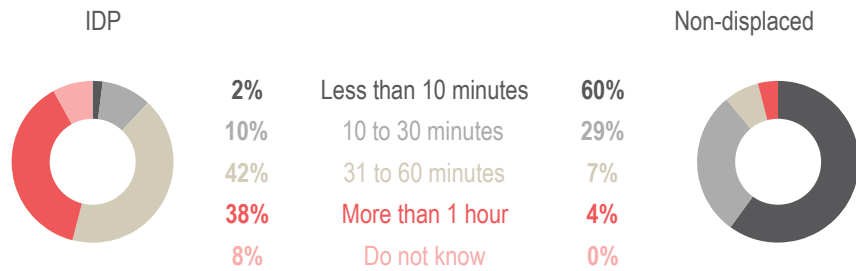 IDP Non-displaced
2% Less than 10 minutes 60%
10% 10 to 30 minutes 29%
42% 31 to 60 minutes 7%
38% More than 1 hour 4%
8% Do not know 0%